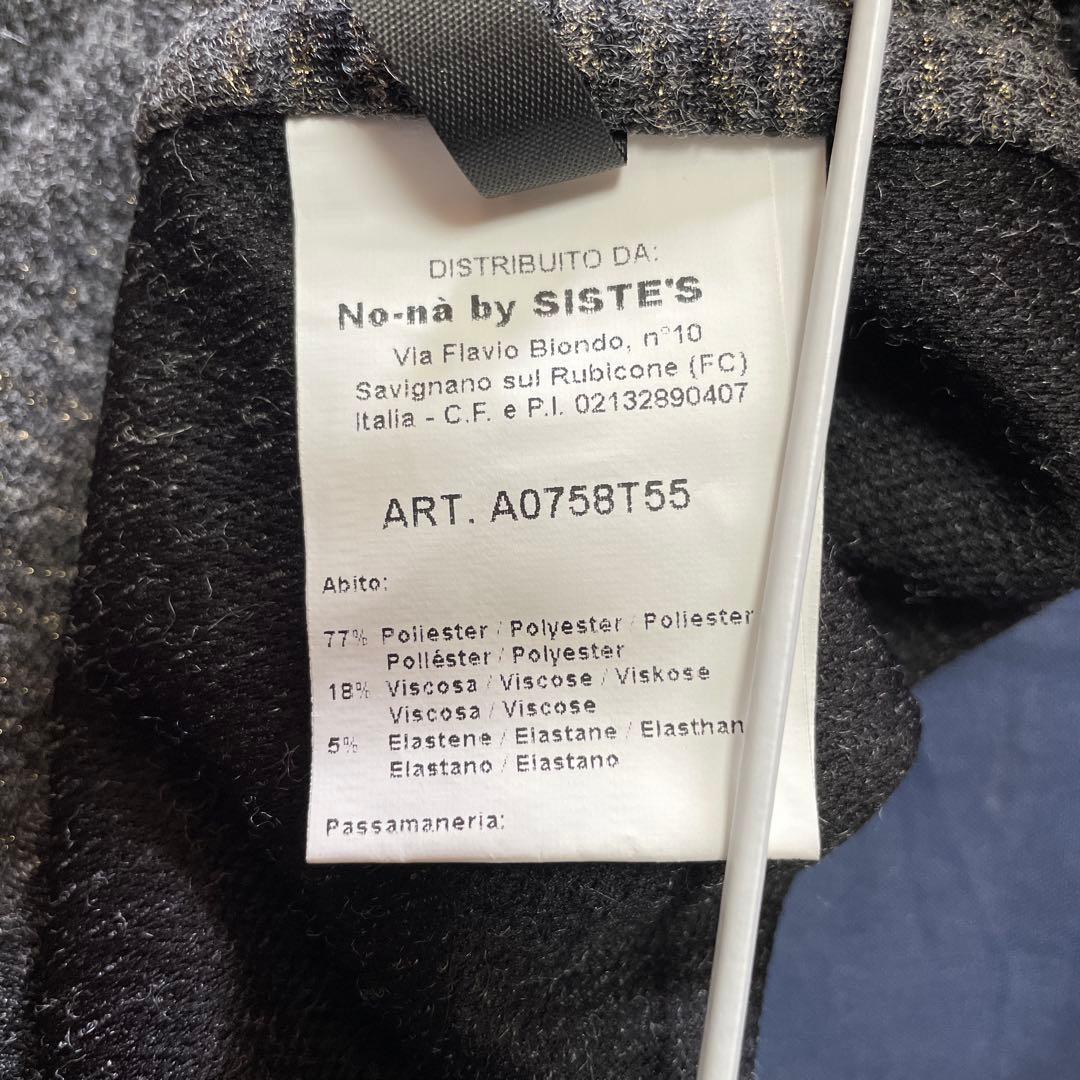 DISTRIBUITO DA:
No-nà by SISTE'S
Via Flavio Biondo, n°10
Savignano sul Rubicone (FC)
Italia - C.F. e P.I. 02132890407
ART. A0758T55
Abito:
77% Poliester / Polyester / Poliester
Poliéster / Polyester
18% Viscosa / Viscose / Viskose
Viscosa / Viscose
5% Elastene / Elastane / Elasthan
Elastano / Elastano
Passamaneria: